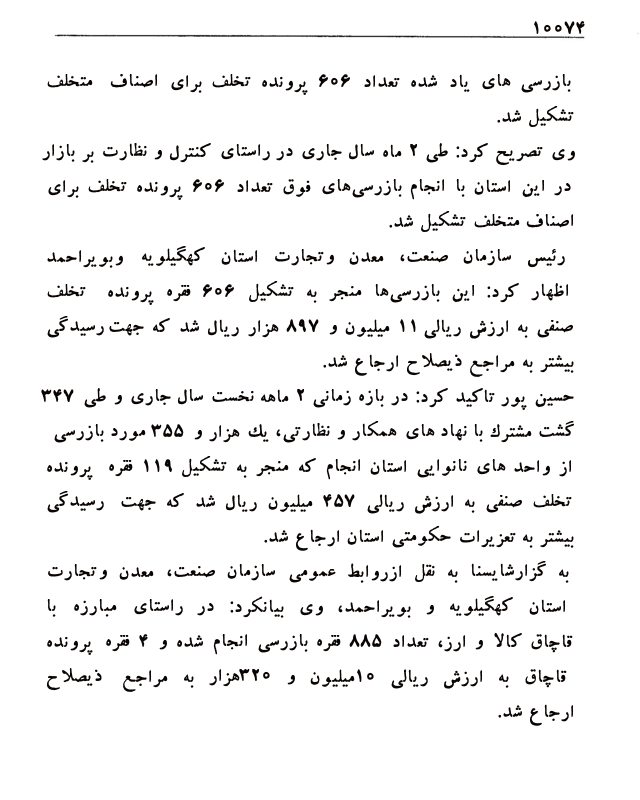 ۱۰۰۷۴
بازرسی های یاد شده تعداد ۶۰۶ پرونده تخلف برای اصناف متخلف
تشکیل شد.
وی تصریح کرد: طی ۲ ماه سال جاری در راستای کنترل و نظارت بر بازار
در این استان با انجام بازرسی‌های فوق تعداد ۶۰۶ پرونده تخلف برای
اصناف متخلف تشکیل شد.
رئیس سازمان صنعت، معدن وتجارت استان کهگیلویه وبویراحمد
اظهار کرد: این بازرسی‌ها منجر به تشکیل ۶۰۶ فقره پرونده تخلف
صنفی به ارزش ریالی ۱۱ میلیون و ۸۹۷ هزار ریال شد که جهت رسیدگی
بیشتر به مراجع ذیصلاح ارجاع شد.
حسین پور تاکید کرد: در بازه زمانی ۲ ماهه نخست سال جاری و طی ۳۴۷
گشت مشترك با نهاد های همکار و نظارتی، يك هزار و ۳۵۵ مورد بازرسی
از واحد های نانوایی استان انجام که منجر به تشکیل ۱۱۹ فقره پرونده
تخلف صنفی به ارزش ریالی ۴۵۷ میلیون ریال شد که جهت رسیدگی
بیشتر به تعزیرات حکومتی استان ارجاع شد.
به گزارشایسنا به نقل ازروابط عمومی سازمان صنعت، معدن وتجارت
استان کهگیلویه و بویراحمد، وی بیانکرد: در راستای مبارزه با
قاچاق کالا و ارز، تعداد ۸۸۵ فقره بازرسی انجام شده و ۴ فقره پرونده
قاچاق به ارزش ریالی ۱۰میلیون و ۳۲۰هزار به مراجع ذیصلاح
ارجاع شد.